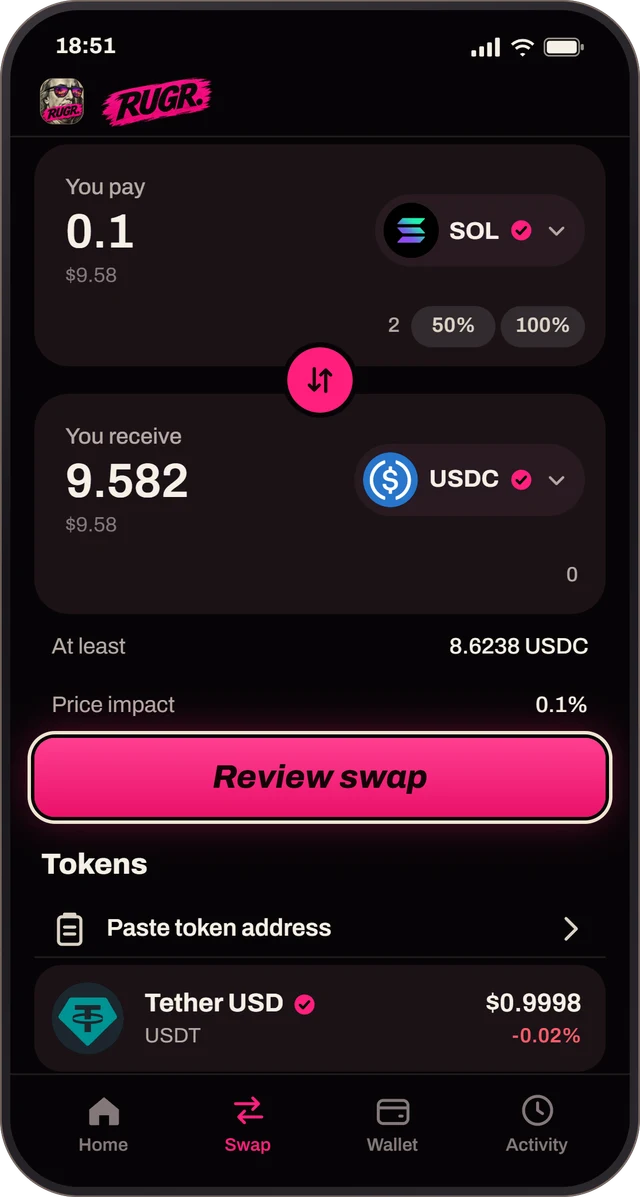 18:51
RUGR.
RUGR.
You pay
0.1
SOL
$9.58
2
50%
100%
You receive
9.582
USDC
$9.58
0
At least
8.6238 USDC
Price impact
0.1%
Review swap
Tokens
Paste token address
Tether USD
$0.9998
USDT
-0.02%
Home
Swap
Wallet
Activity